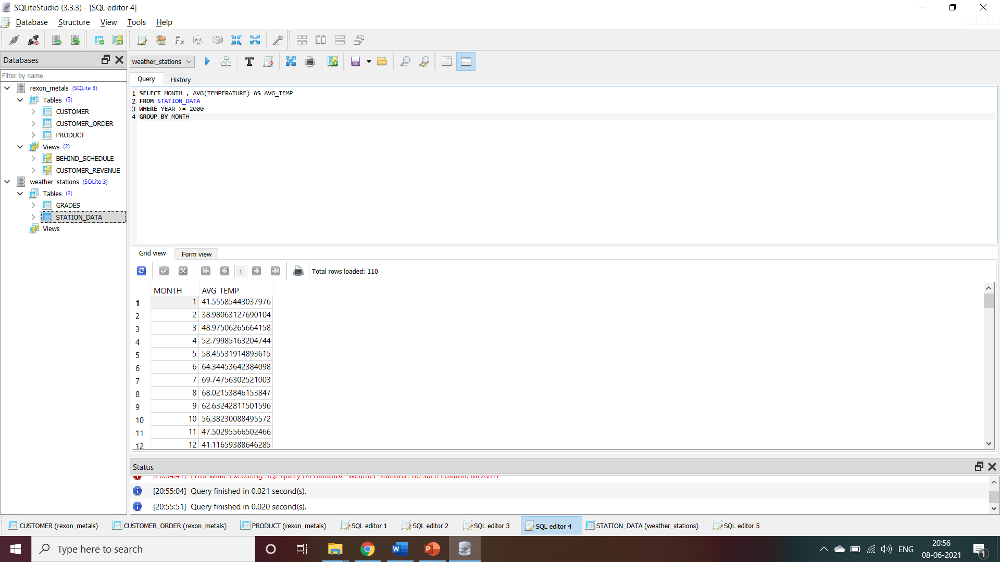 SQLiteStudio (3.3.3) - [SQL editor 4]
Database Structure View Tools Help
Databases
weather_stations
Filter by name
rexon_metals (SQLite 3)
Tables (3)
CUSTOMER
CUSTOMER_ORDER
PRODUCT
Views (2)
BEHIND_SCHEDULE
CUSTOMER_REVENUE
weather_stations (SQLite 3)
Tables (2)
GRADES
STATION_DATA
Views
Query History
1 SELECT MONTH , AVG(TEMPERATURE) AS AVG_TEMP
2 FROM STATION_DATA
3 WHERE YEAR >= 2000
4 GROUP BY MONTH
Grid view Form view
1 Total rows loaded: 110
MONTH AVG TEMP
1 1 41.55585443037976
2 2 38.98063127690104
3 3 48.97506265664158
4 4 52.79985163204744
5 5 58.45531914893615
6 6 64.34453642384098
7 7 69.74756302521003
8 8 68.02153846153847
9 9 62.63242811501596
10 10 56.38230088495572
11 11 47.50295566502466
12 12 41.11659388646285
Status
[20:54:41] Error while executing SQL query on database 'weather_stations': no such column: MONTH
[20:55:04] Query finished in 0.021 second(s).
[20:55:51] Query finished in 0.020 second(s).
CUSTOMER (rexon_metals) CUSTOMER_ORDER (rexon_metals) PRODUCT (rexon_metals) SQL editor 1 SQL editor 2 SQL editor 3 SQL editor 4 STATION_DATA (weather_stations) SQL editor 5
Type here to search
ENG
20:56
08-06-2021
1